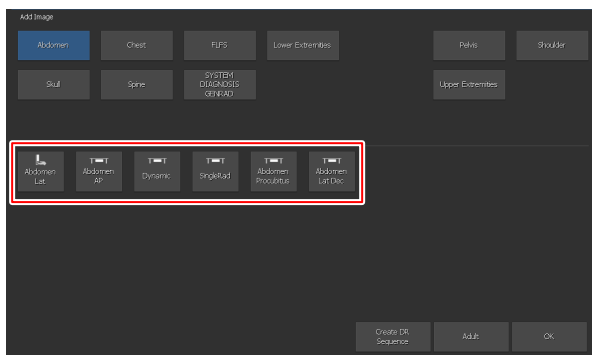 Add Image
Abdomen
Chest
FLFS
Lower Extremities
Pelvis
Shoulder
Skull
Spine
SYSTEM
DIAGNOSIS
GENRAD
Upper Extremities
Abdomen
Lat
Abdomen
AP
Dynamic
SingleRad
Abdomen
Procubitus
Abdomen
Lat Dec
Create DR
Sequence
Adult
OK